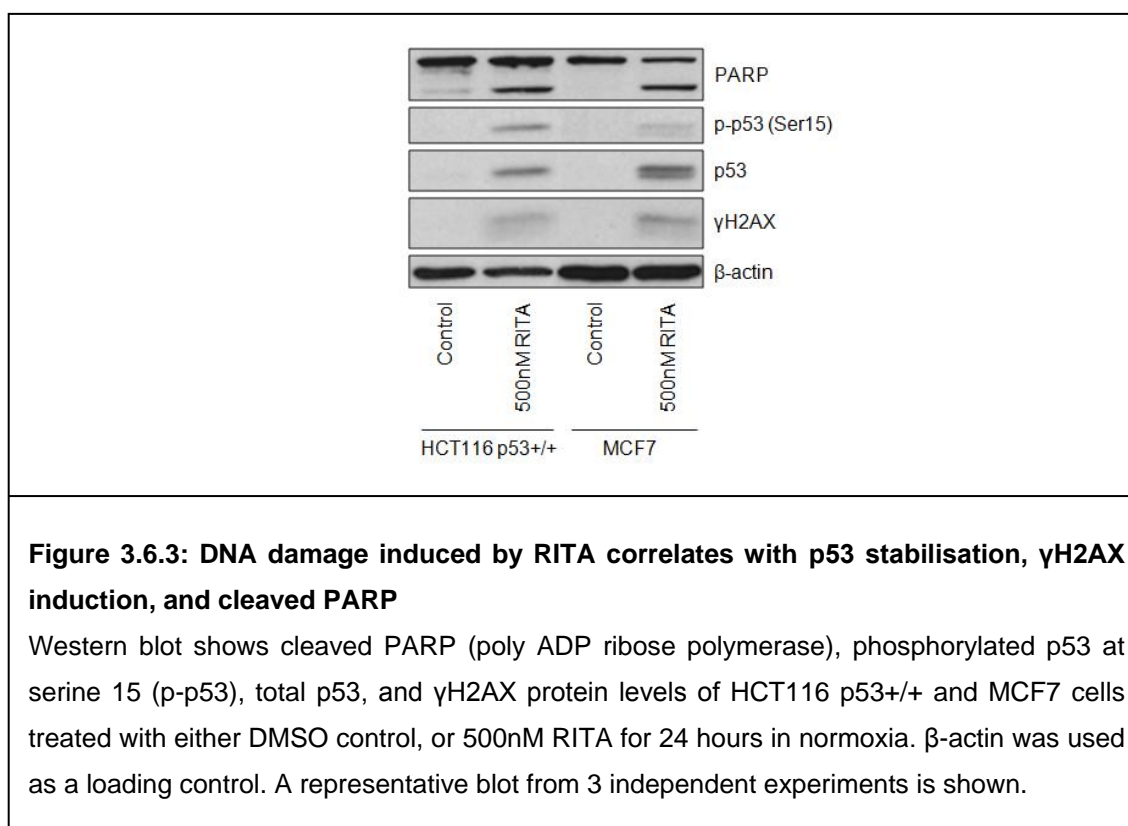 PARP
p-p53 (Ser15)
p53
γH2AX
β-actin
Control
500nM RITA
Control
500nM RITA
HCT116 p53+/+ MCF7
Figure 3.6.3: DNA damage induced by RITA correlates with p53 stabilisation, γH2AX
induction, and cleaved PARP
Western blot shows cleaved PARP (poly ADP ribose polymerase), phosphorylated p53 at
serine 15 (p-p53), total p53, and γH2AX protein levels of HCT116 p53+/+ and MCF7 cells
treated with either DMSO control, or 500nM RITA for 24 hours in normoxia. β-actin was used
as a loading control. A representative blot from 3 independent experiments is shown.